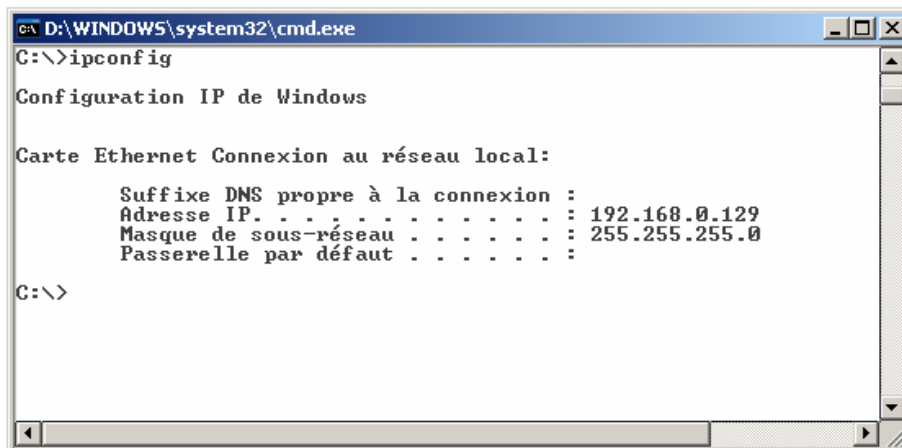 D:\WINDOWS\system32\cmd.exe
C:\>ipconfig
Configuration IP de Windows
Carte Ethernet Connexion au réseau local:
Suffixe DNS propre à la connexion :
Adresse IP. . . . . . . . . . . . : 192.168.0.129
Masque de sous-réseau . . . . . . : 255.255.255.0
Passerelle par défaut . . . . . . :
C:\>